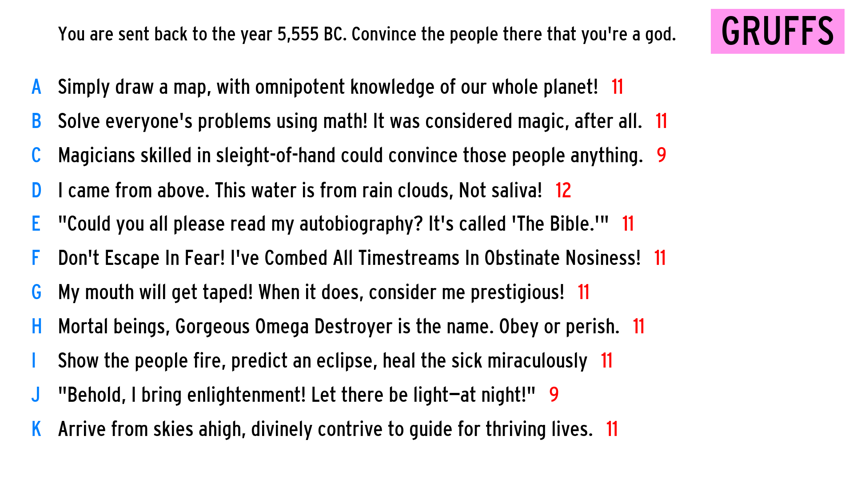 You are sent back to the year 5,555 BC. Convince the people there that you're a god.
GRUFFS
A Simply draw a map, with omnipotent knowledge of our whole planet! 11
B Solve everyone's problems using math! It was considered magic, after all. 11
C Magicians skilled in sleight-of-hand could convince those people anything. 9
D I came from above. This water is from rain clouds, Not saliva! 12
E "Could you all please read my autobiography? It's called 'The Bible.'" 11
F Don't Escape In Fear! I've Combed All Timestreams In Obstinate Nosiness! 11
G My mouth will get taped! When it does, consider me prestigious! 11
H Mortal beings, Gorgeous Omega Destroyer is the name. Obey or perish. 11
I Show the people fire, predict an eclipse, heal the sick miraculously 11
J "Behold, I bring enlightenment! Let there be light—at night!" 9
K Arrive from skies ahigh, divinely contrive to guide for thriving lives. 11